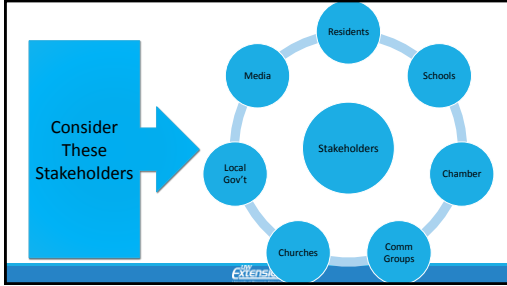 Consider
These
Stakeholders
Residents
Schools
Chamber
Comm
Groups
Churches
Local
Gov't
Media
Stakeholders